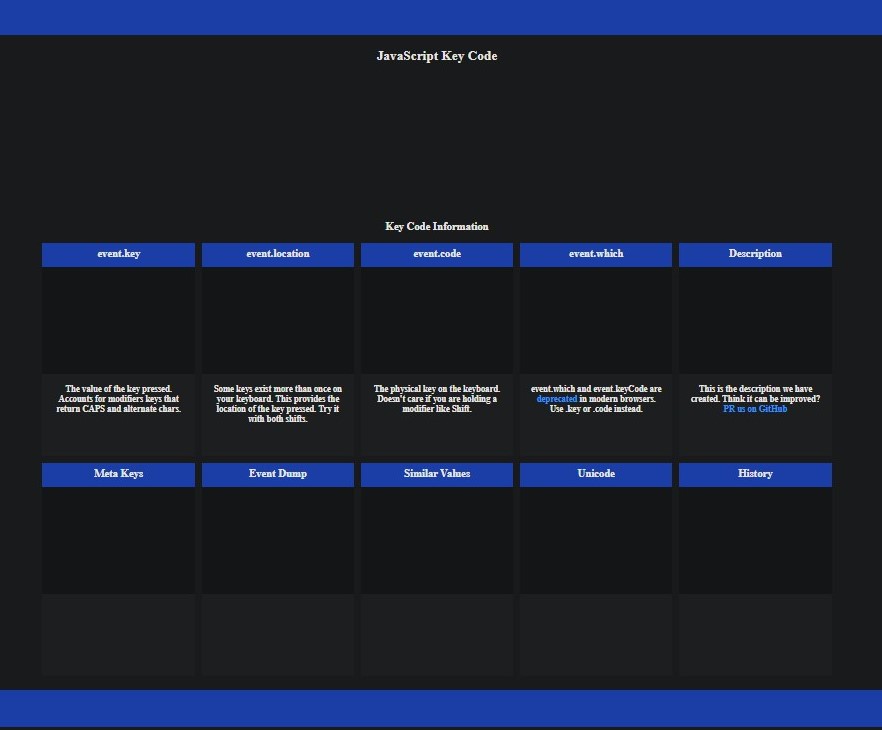 JavaScript Key Code
Key Code Information
event.key
event.location
event.code
event.which
Description
The value of the key pressed.
Accounts for modifiers keys that
return CAPS and alternate chars.
Some keys exist more than once on
your keyboard. This provides the
location of the key pressed. Try it
with both shifts.
The physical key on the keyboard.
Doesn't care if you are holding a
modifier like Shift.
event.which and event.keyCode are
deprecated in modern browsers.
Use .key or .code instead.
This is the description we have
created. Think it can be improved?
PR us on GitHub
Meta Keys
Event Dump
Similar Values
Unicode
History